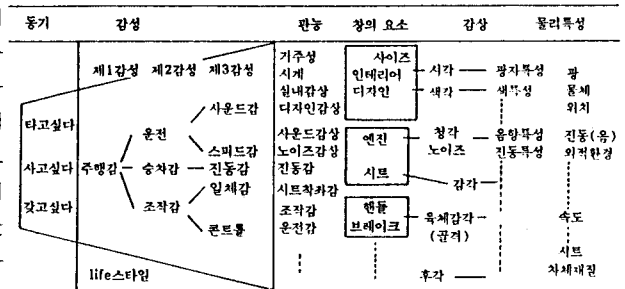 동기 감성 관능 창의 요소 감상 물리특성
기주성 사이즈
제1감성 제2감성 제3감성 시계 인테리어 시각 광자특성 광
실내감상 디자인 색각 색특성 물체
사운드감 디자인감상 위치
타고싶다
운전 사운드감상 엔진 청각 음향특성 진동(음)
스피드감 노이즈감상 노이즈 진동특성 외적환경
사고싶다 주행감 승차감 진동감 진동감
일체감 시트착좌감 시트 감각
갖고싶다 조작감 조작감 핸들
콘트롤 운전감 브레이크 육체감각 속도
(골격)
시트
life스타일 후각 차체재질